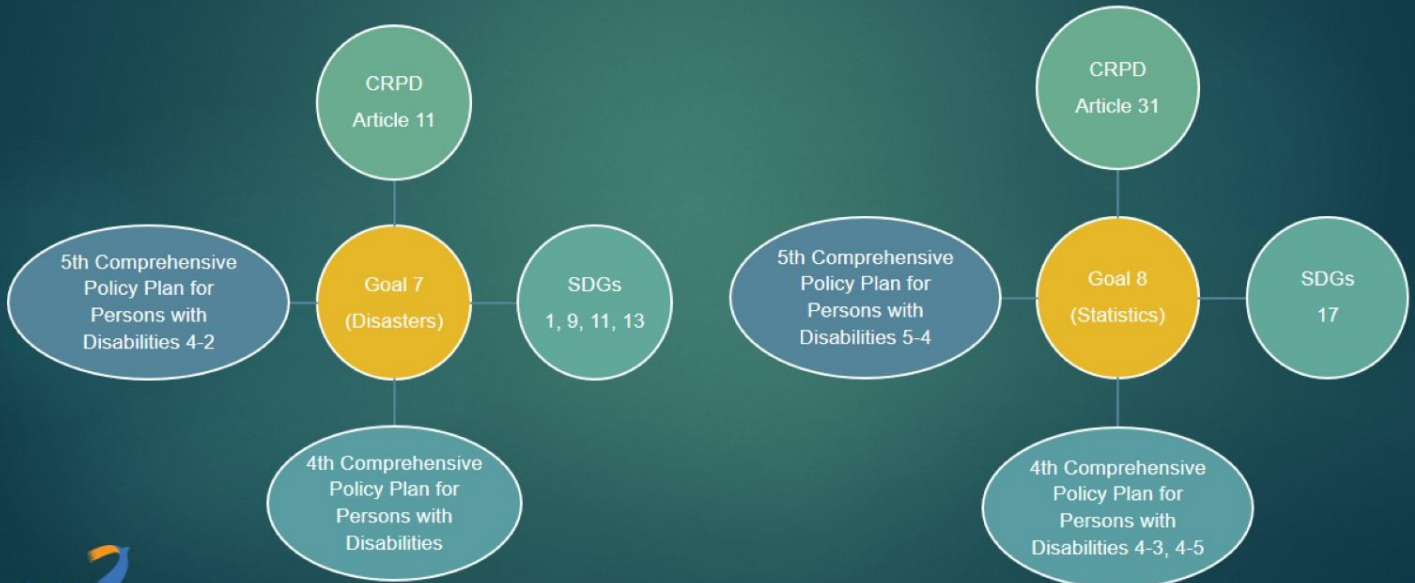 CRPD
Article 11
5th Comprehensive
Policy Plan for
Persons with
Disabilities 4-2
Goal 7
(Disasters)
SDGs
1, 9, 11, 13
4th Comprehensive
Policy Plan for
Persons with
Disabilities
CRPD
Article 31
5th Comprehensive
Policy Plan for
Persons with
Disabilities 5-4
Goal 8
(Statistics)
SDGs
17
4th Comprehensive
Policy Plan for
Persons with
Disabilities 4-3, 4-5